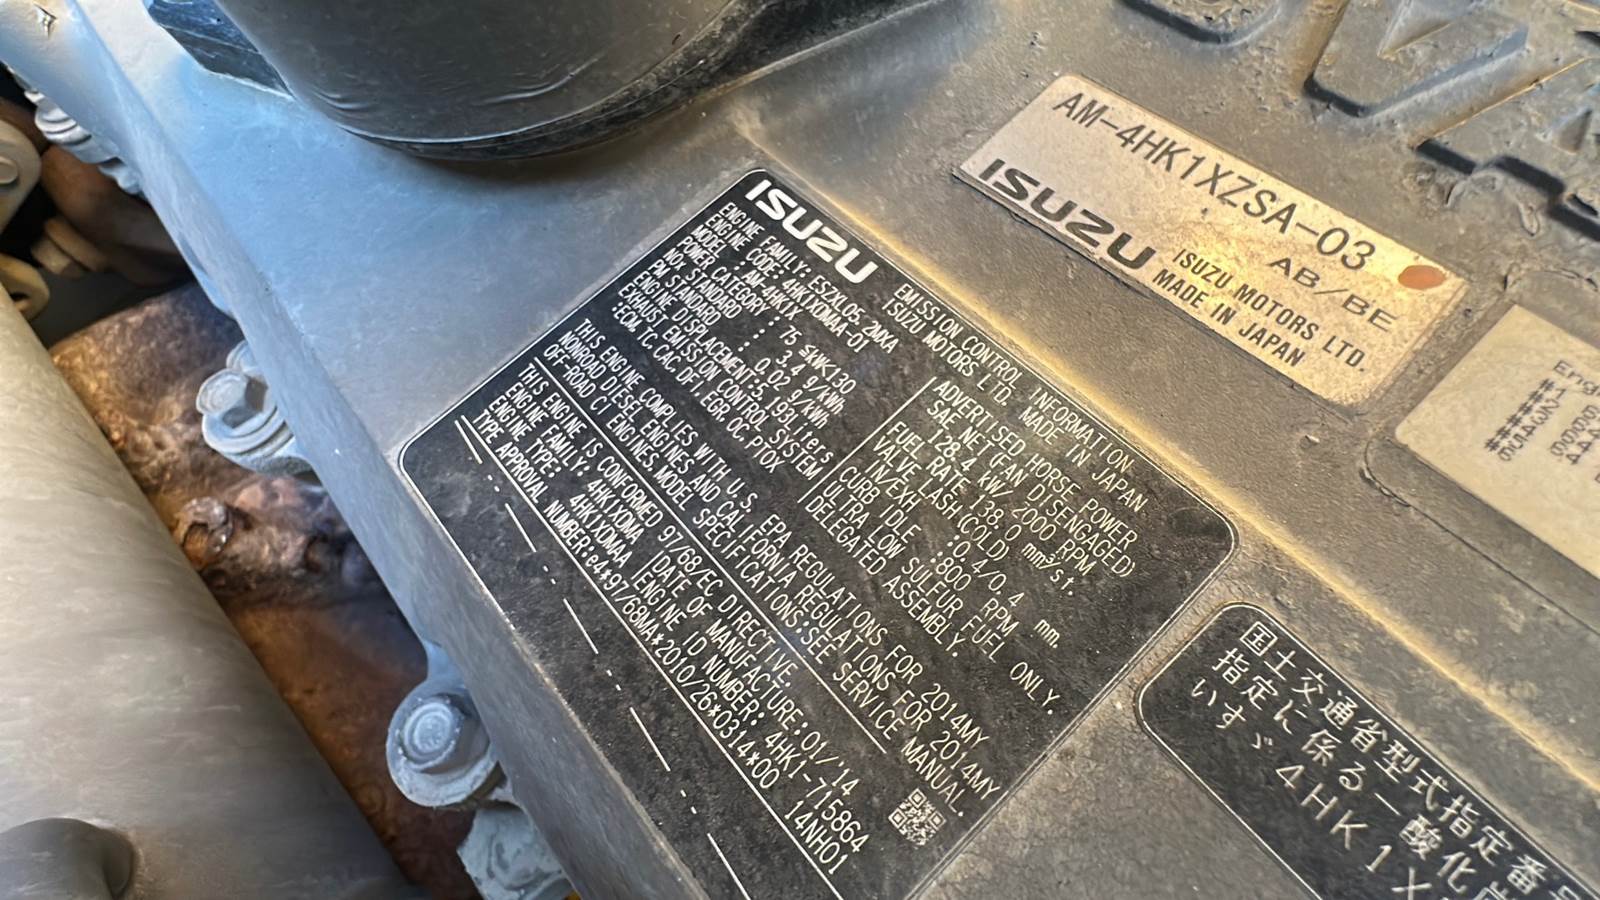 AM-4HK1XZSA-03
AB/BE
ISUZU ISUZU MOTORS LTD.
MADE IN JAPAN
ISUZU EMISSION CONTROL INFORMATION
ISUZU MOTORS LTD. MADE IN JAPAN
ENGINE FAMILY: ESZXL05.2MXA
ENGINE CODE: 4HK1XDMAA-01
MODEL : AM-4HK1X
POWER CATEGORY : 75≦kW<130
NOx STANDARD : 3.4 g/kWh
PM STANDARD : 0.02 g/kWh
ENGINE DISPLACEMENT:5.193Liters
EXHAUST EMISSION CONTROL SYSTEM
:ECM, TC, CAC, DFI, EGR, OC, PTOX
ADVERTISED HORSE POWER
SAE NET(FAN DISENGAGED)
128.4 kW/ 2000 RPM
FUEL RATE 138.0 mm³/st.
VALVE LASH(COLD)
IN/EXH :0.4/0.4 mm.
CURB IDLE :800 RPM
ULTRA LOW SULFUR FUEL ONLY.
DELEGATED ASSEMBLY.
THIS ENGINE COMPLIES WITH U.S. EPA REGULATIONS FOR 2014MY
NONROAD DIESEL ENGINES AND CALIFORNIA REGULATIONS FOR 2014MY
OFF-ROAD CI ENGINES. MODEL SPECIFICATIONS:SEE SERVICE MANUAL.
THIS ENGINE IS CONFORMED 97/68/EC DIRECTIVE.
ENGINE FAMILY: 4HK1XDMA |DATE OF MANUFACTURE: 01/'14
ENGINE TYPE: 4HK1XDMAA |ENGINE ID NUMBER: 4HK1-715864
TYPE APPROVAL NUMBER:e4*97/68MA*2010/26*0314*00 14NH01
国土交通省型式指定番号
指定に係る一酸化
いすゞ 4HK1X